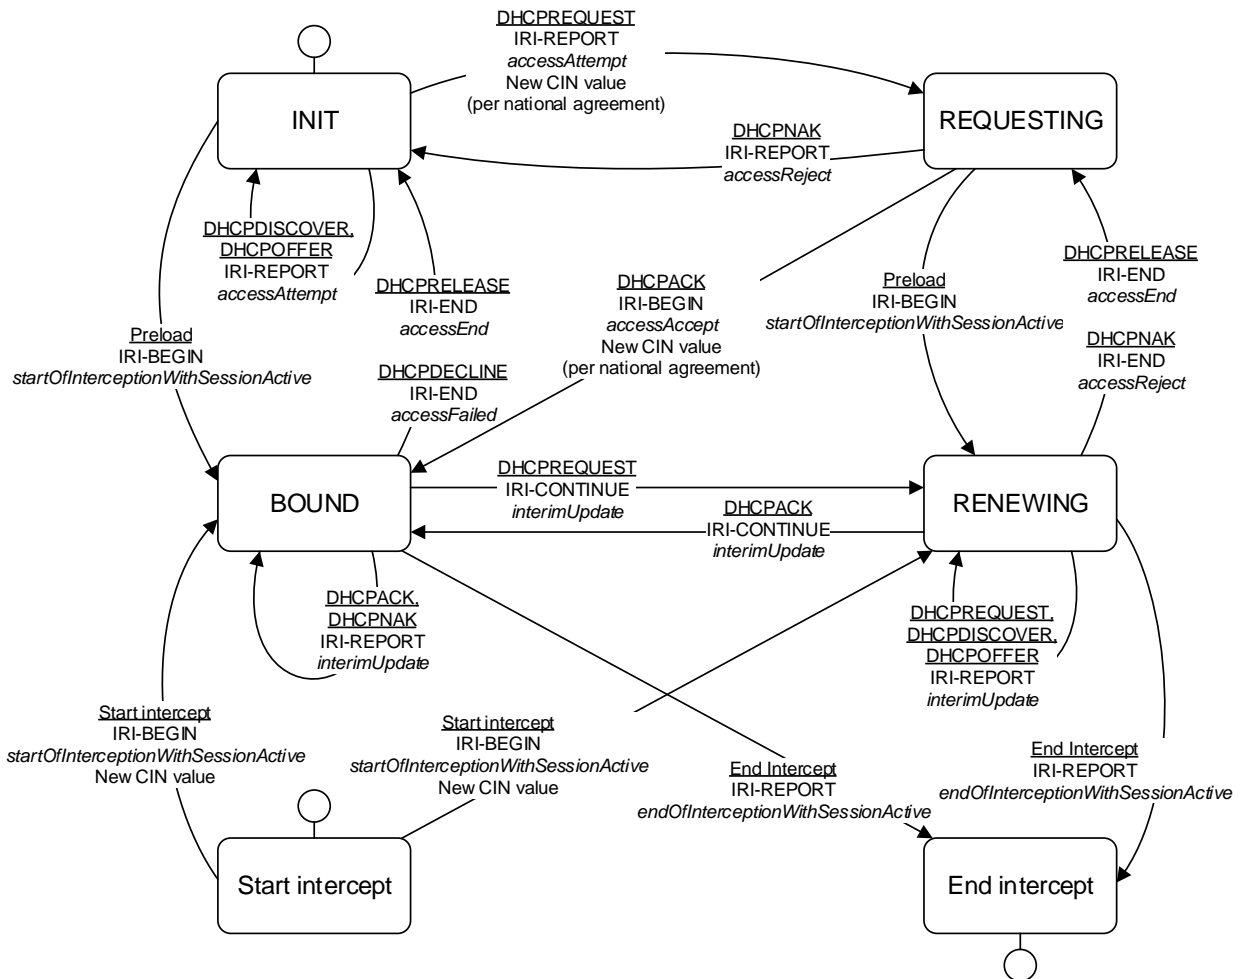 DHCPREQUEST
IRI-REPORT
accessAttempt
New CIN value
(per national agreement)
INIT
REQUESTING
DHCPNAK
IRI-REPORT
accessReject
DHCPDISCOVER,
DHCPOFFER
IRI-REPORT
accessAttempt
DHCPRELEASE
IRI-END
accessEnd
DHCPACK
IRI-BEGIN
accessAccept
New CIN value
(per national agreement)
Preload
IRI-BEGIN
startOfInterceptionWithSessionActive
DHCPRELEASE
IRI-END
accessEnd
Preload
IRI-BEGIN
startOfInterceptionWithSessionActive
DHCPDECLINE
IRI-END
accessFailed
DHCPNAK
IRI-END
accessReject
BOUND
DHCPREQUEST
IRI-CONTINUE
interimUpdate
DHCPACK
IRI-CONTINUE
interimUpdate
RENEWING
DHCPACK,
DHCPNAK
IRI-REPORT
interimUpdate
DHCPREQUEST,
DHCPDISCOVER,
DHCPOFFER
IRI-REPORT
interimUpdate
Start intercept
IRI-BEGIN
startOfInterceptionWithSessionActive
New CIN value
Start intercept
IRI-BEGIN
startOfInterceptionWithSessionActive
New CIN value
End Intercept
IRI-REPORT
endOfInterceptionWithSessionActive
End Intercept
IRI-REPORT
endOfInterceptionWithSessionActive
Start intercept
End intercept